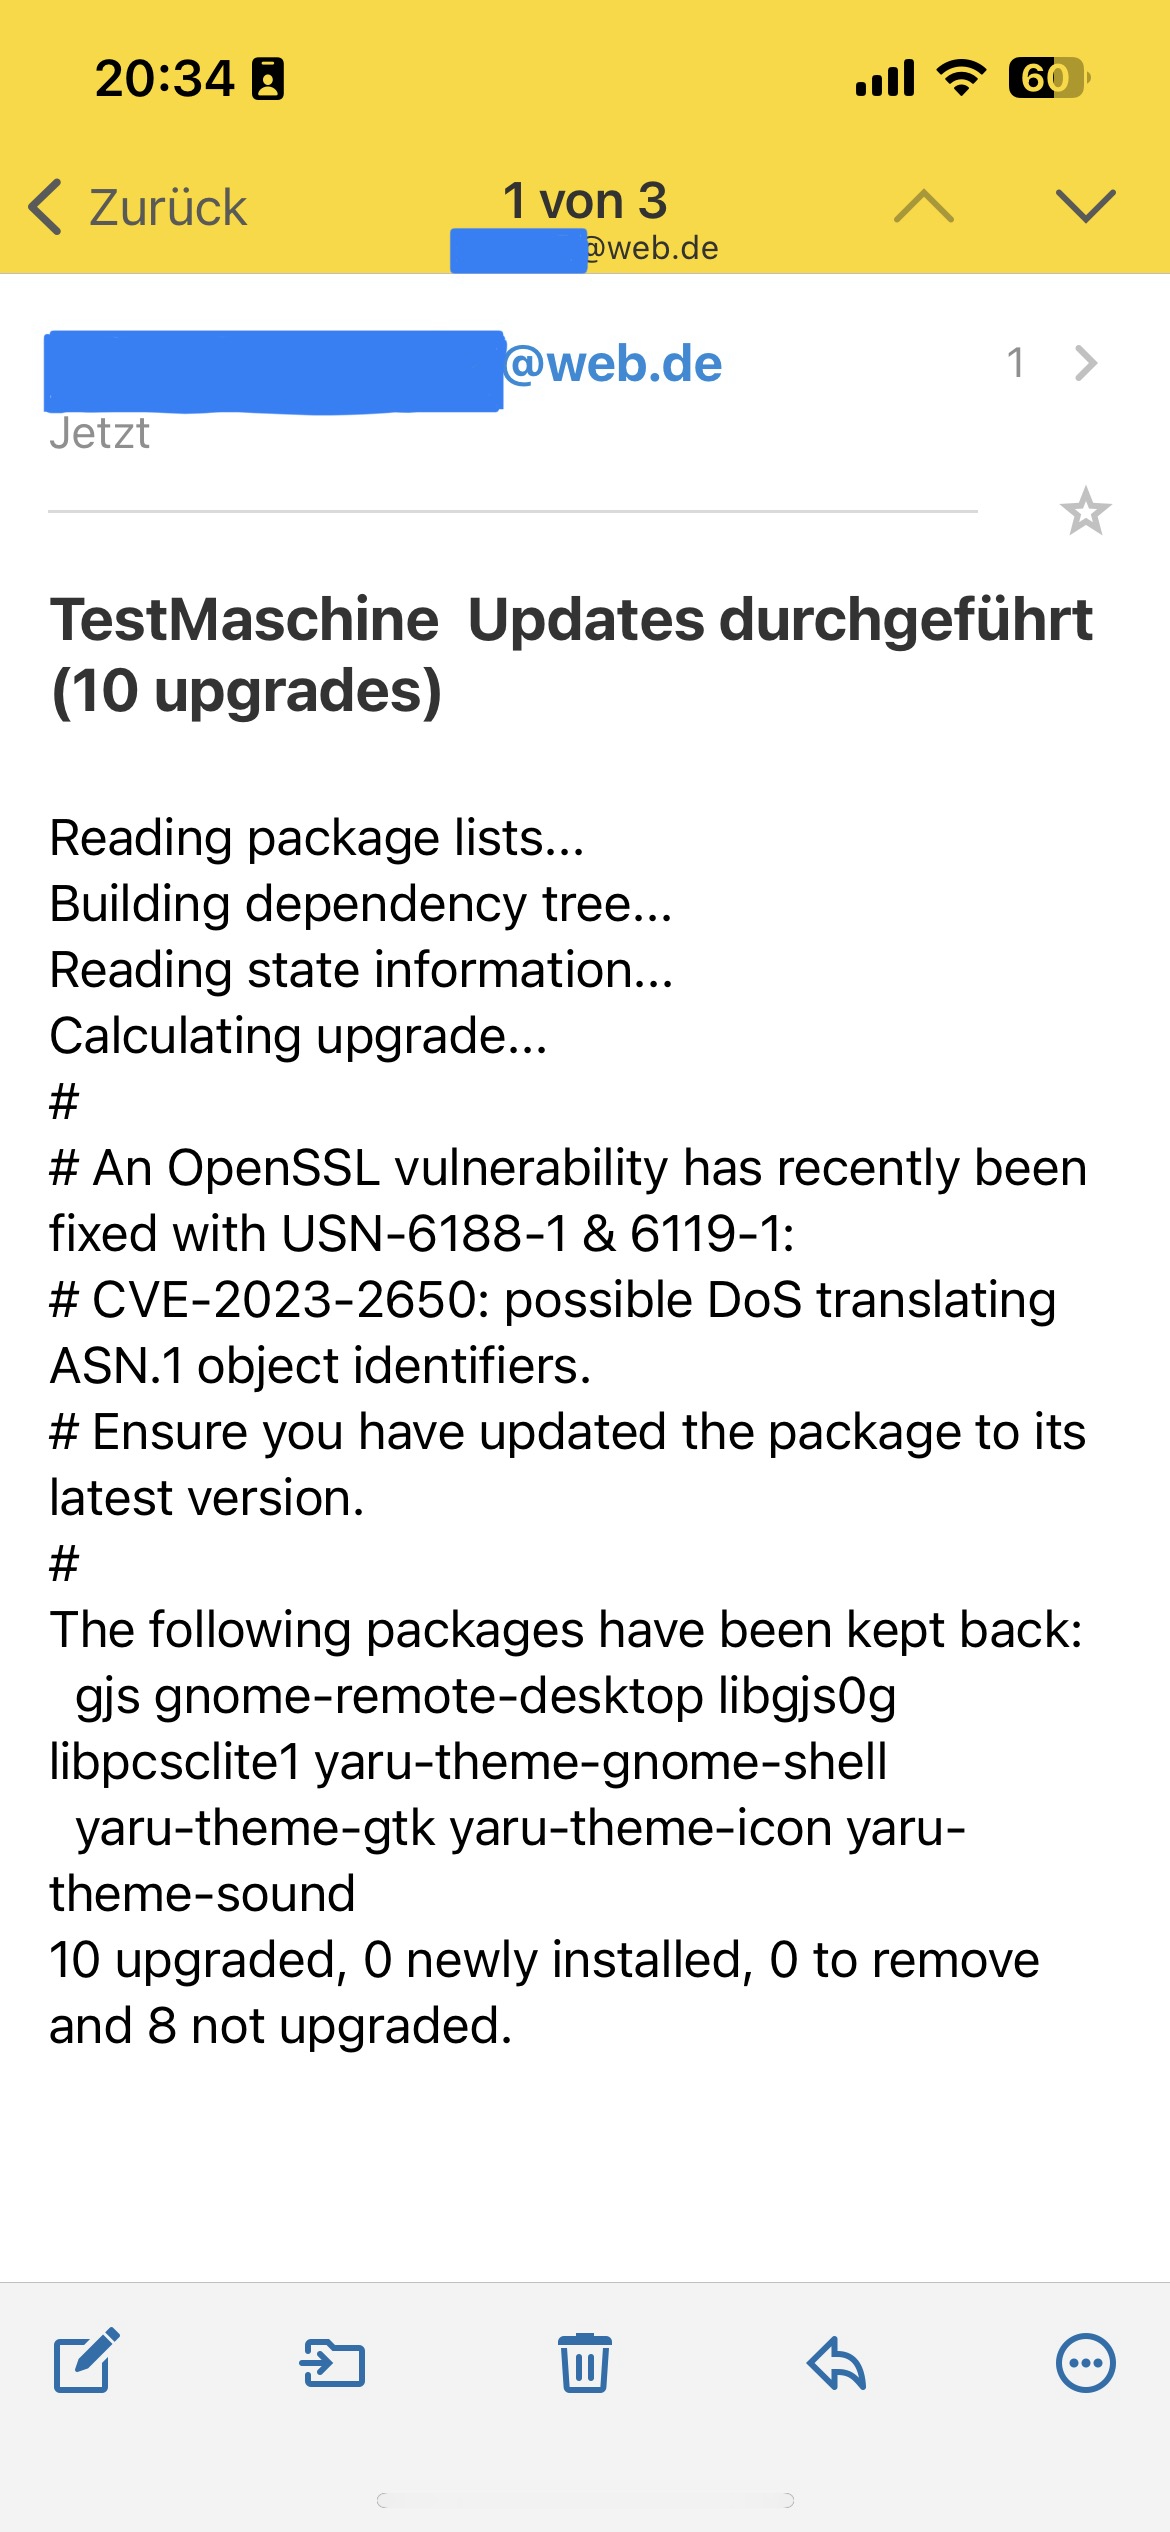 20:34
60
Zurück
1 von 3
@web.de
@web.de
1
Jetzt
TestMaschine  Updates durchgeführt
(10 upgrades)
Reading package lists...
Building dependency tree...
Reading state information...
Calculating upgrade...
#
# An OpenSSL vulnerability has recently been
fixed with USN-6188-1 & 6119-1:
# CVE-2023-2650: possible DoS translating
ASN.1 object identifiers.
# Ensure you have updated the package to its
latest version.
#
The following packages have been kept back:
  gjs gnome-remote-desktop libgjs0g
libpcsclite1 yaru-theme-gnome-shell
  yaru-theme-gtk yaru-theme-icon yaru-
theme-sound
10 upgraded, 0 newly installed, 0 to remove
and 8 not upgraded.